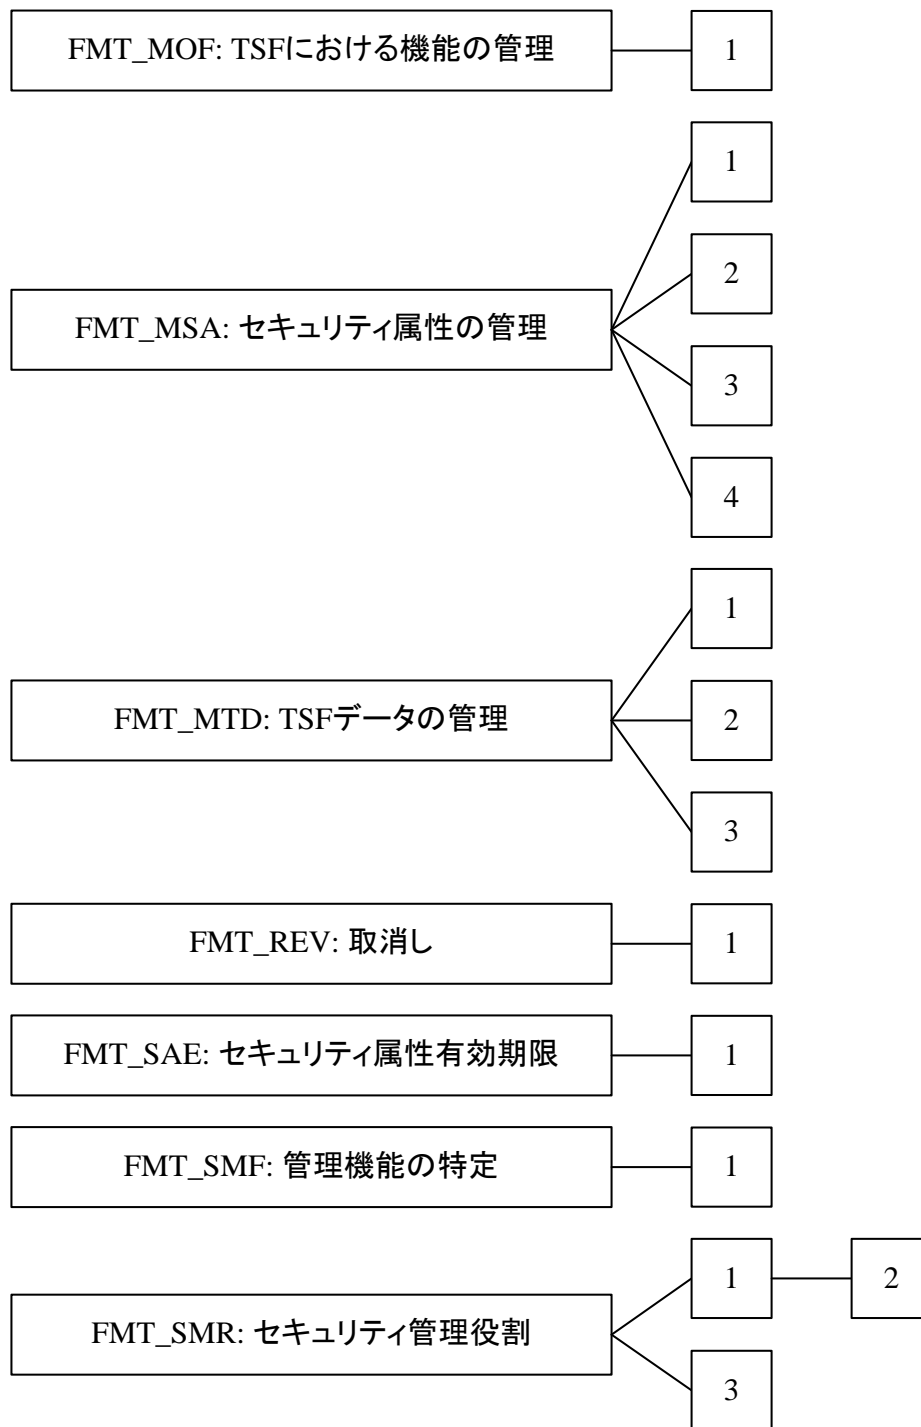 FMT_MOF: TSFにおける機能の管理
1
FMT_MSA: セキュリティ属性の管理
1
2
3
4
FMT_MTD: TSFデータの管理
1
2
3
FMT_REV: 取消し
1
FMT_SAE: セキュリティ属性有効期限
1
FMT_SMF: 管理機能の特定
1
FMT_SMR: セキュリティ管理役割
1
2
3